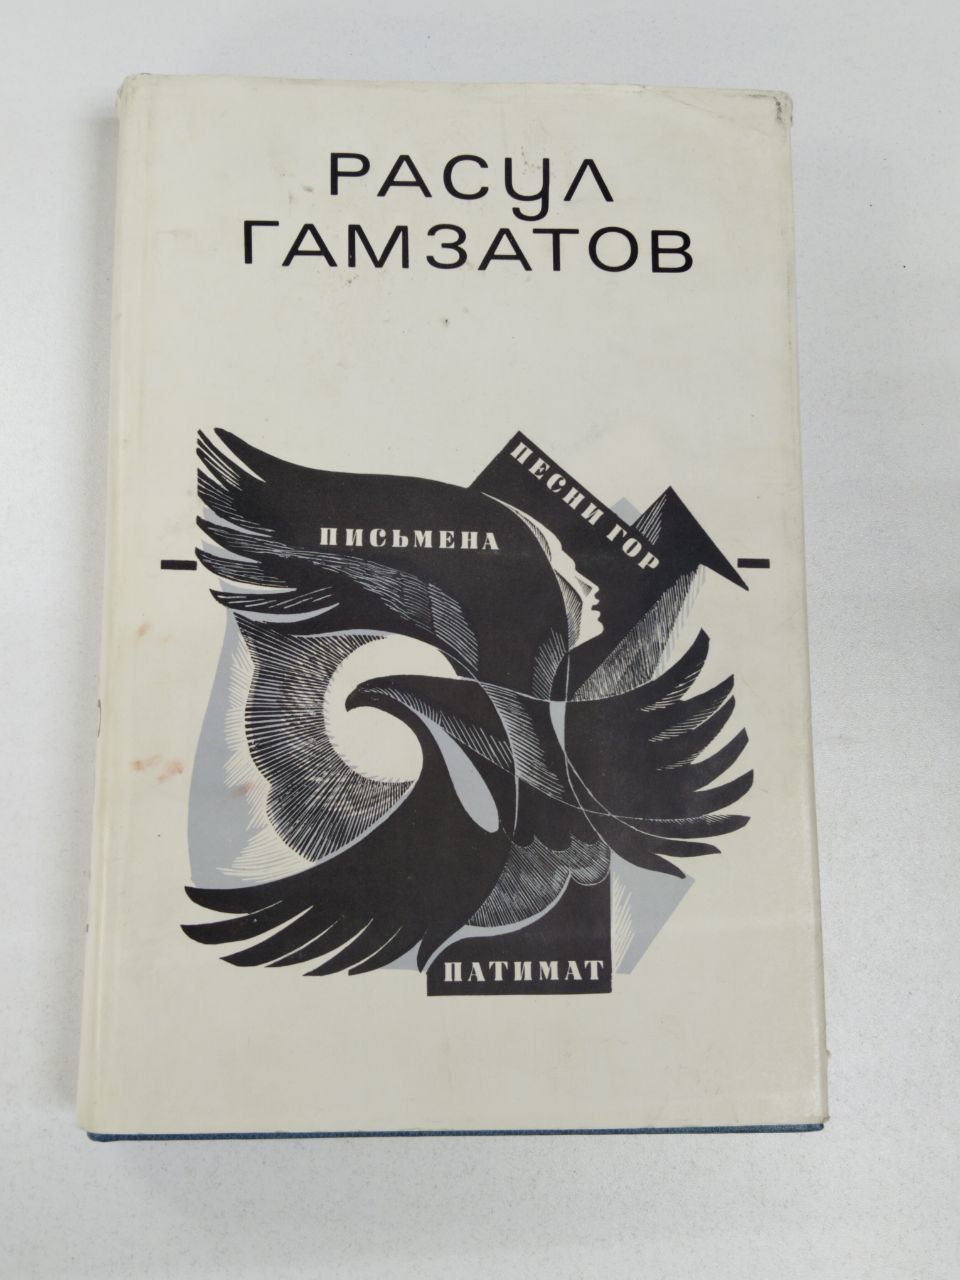 РАСУЛ
ГАМЗАТОВ
ПЕСНИ ГОР
ПИСЬМЕНА
ПАТИМАТ